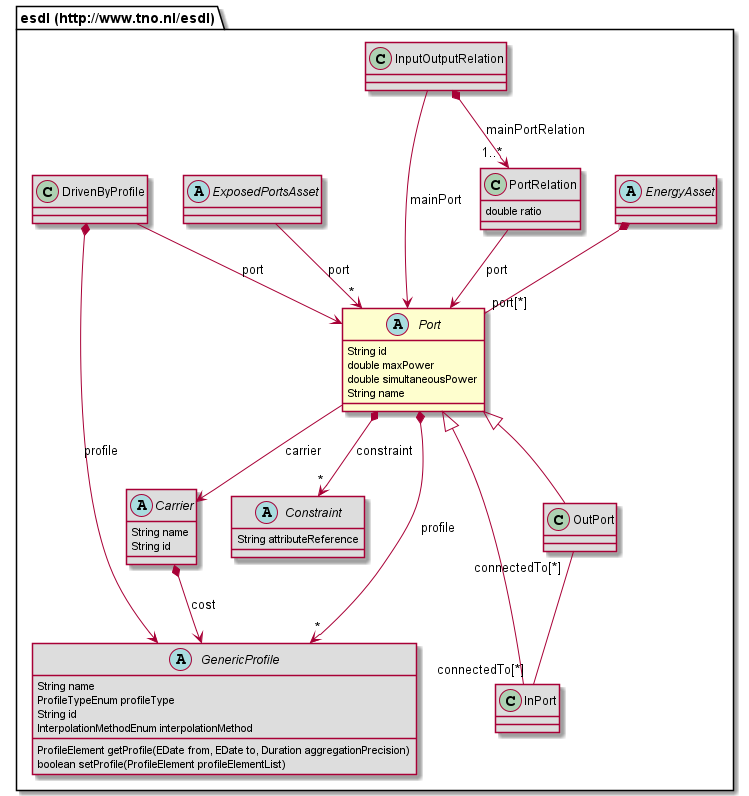 esdl (http://www.tno.nl/esdl)
C InputOutputRelation
mainPortRelation
1..*
C DrivenByProfile
A ExposedPortsAsset
mainPort
C PortRelation
double ratio
A EnergyAsset
port
port
*
port
port[*]
A Port
String id
double maxPower
double simultaneousPower
String name
profile
carrier
constraint
*
A Carrier
String name
String id
A Constraint
String attributeReference
profile
C OutPort
connectedTo[*]
cost
*
connectedTo[*]
A GenericProfile
String name
ProfileTypeEnum profileType
String id
InterpolationMethodEnum interpolationMethod
ProfileElement getProfile(EDate from, EDate to, Duration aggregationPrecision)
boolean setProfile(ProfileElement profileElementList)
C InPort